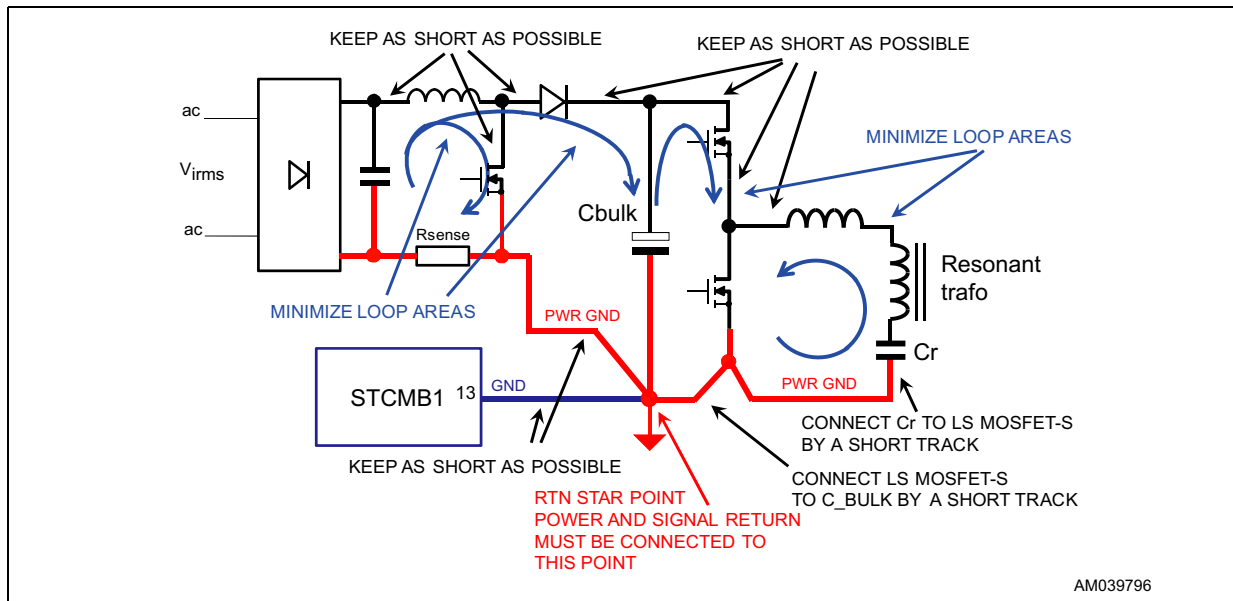 KEEP AS SHORT AS POSSIBLE
KEEP AS SHORT AS POSSIBLE
ac
MINIMIZE LOOP AREAS
Virms
Cbulk
ac
Rsense
Resonant
trafo
MINIMIZE LOOP AREAS
PWR GND
Cr
PWR GND
STCMB1
13
GND
CONNECT Cr TO LS MOSFET-S
BY A SHORT TRACK
KEEP AS SHORT AS POSSIBLE
CONNECT LS MOSFET-S
TO C_BULK BY A SHORT TRACK
RTN STAR POINT
POWER AND SIGNAL RETURN
MUST BE CONNECTED TO
THIS POINT
AM039796